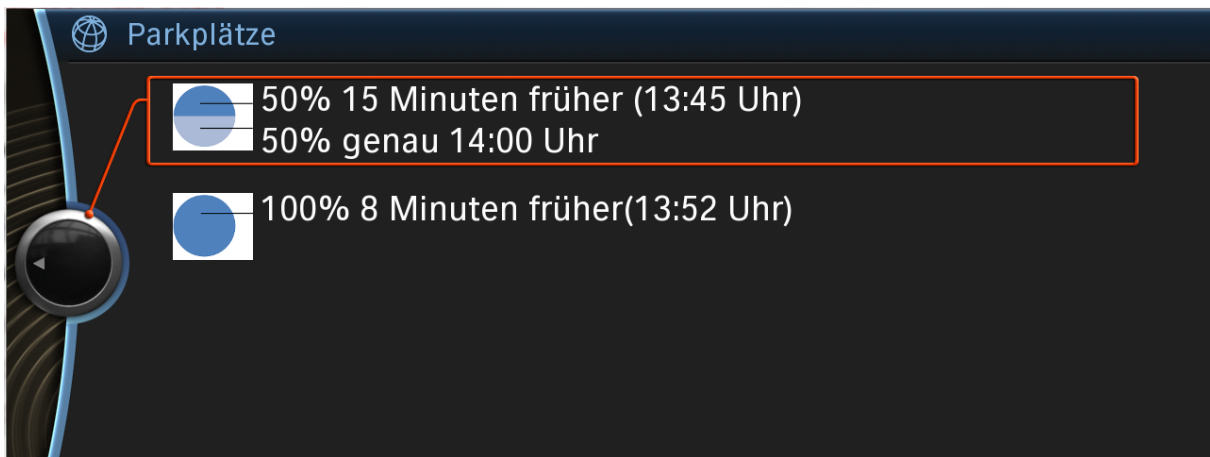 Parkplätze
50% 15 Minuten früher (13:45 Uhr)
50% genau 14:00 Uhr
100% 8 Minuten früher(13:52 Uhr)